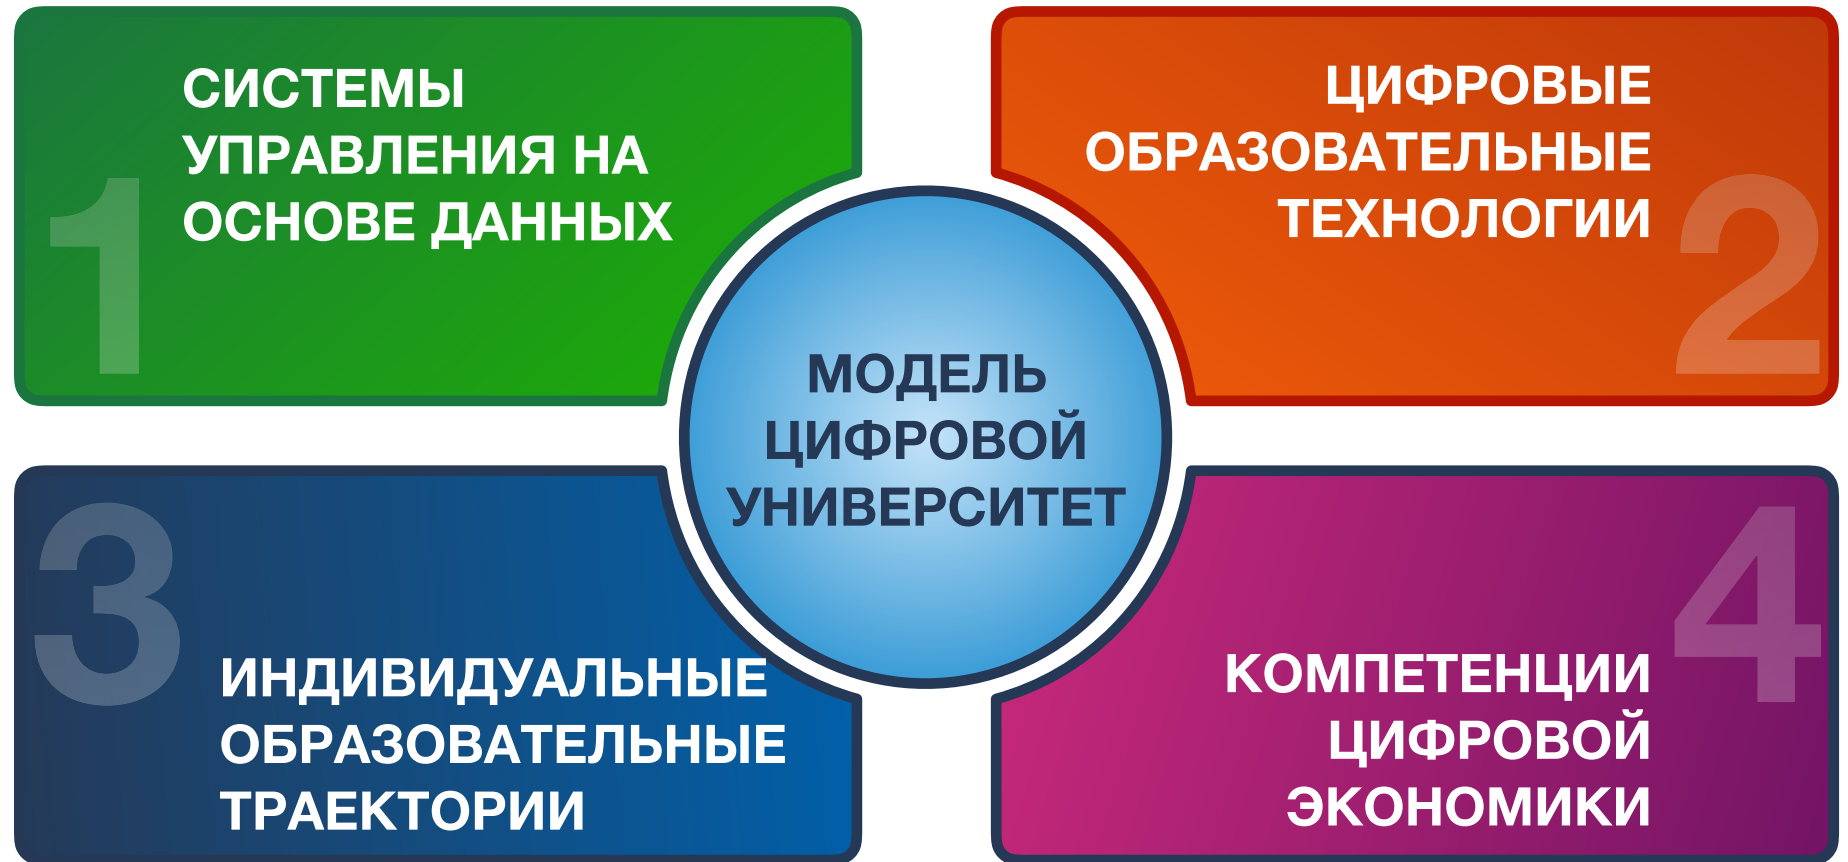 1
СИСТЕМЫ
УПРАВЛЕНИЯ НА
ОСНОВЕ ДАННЫХ
2
ЦИФРОВЫЕ
ОБРАЗОВАТЕЛЬНЫЕ
ТЕХНОЛОГИИ
МОДЕЛЬ
ЦИФРОВОЙ
УНИВЕРСИТЕТ
3
ИНДИВИДУАЛЬНЫЕ
ОБРАЗОВАТЕЛЬНЫЕ
ТРАЕКТОРИИ
4
КОМПЕТЕНЦИИ
ЦИФРОВОЙ
ЭКОНОМИКИ